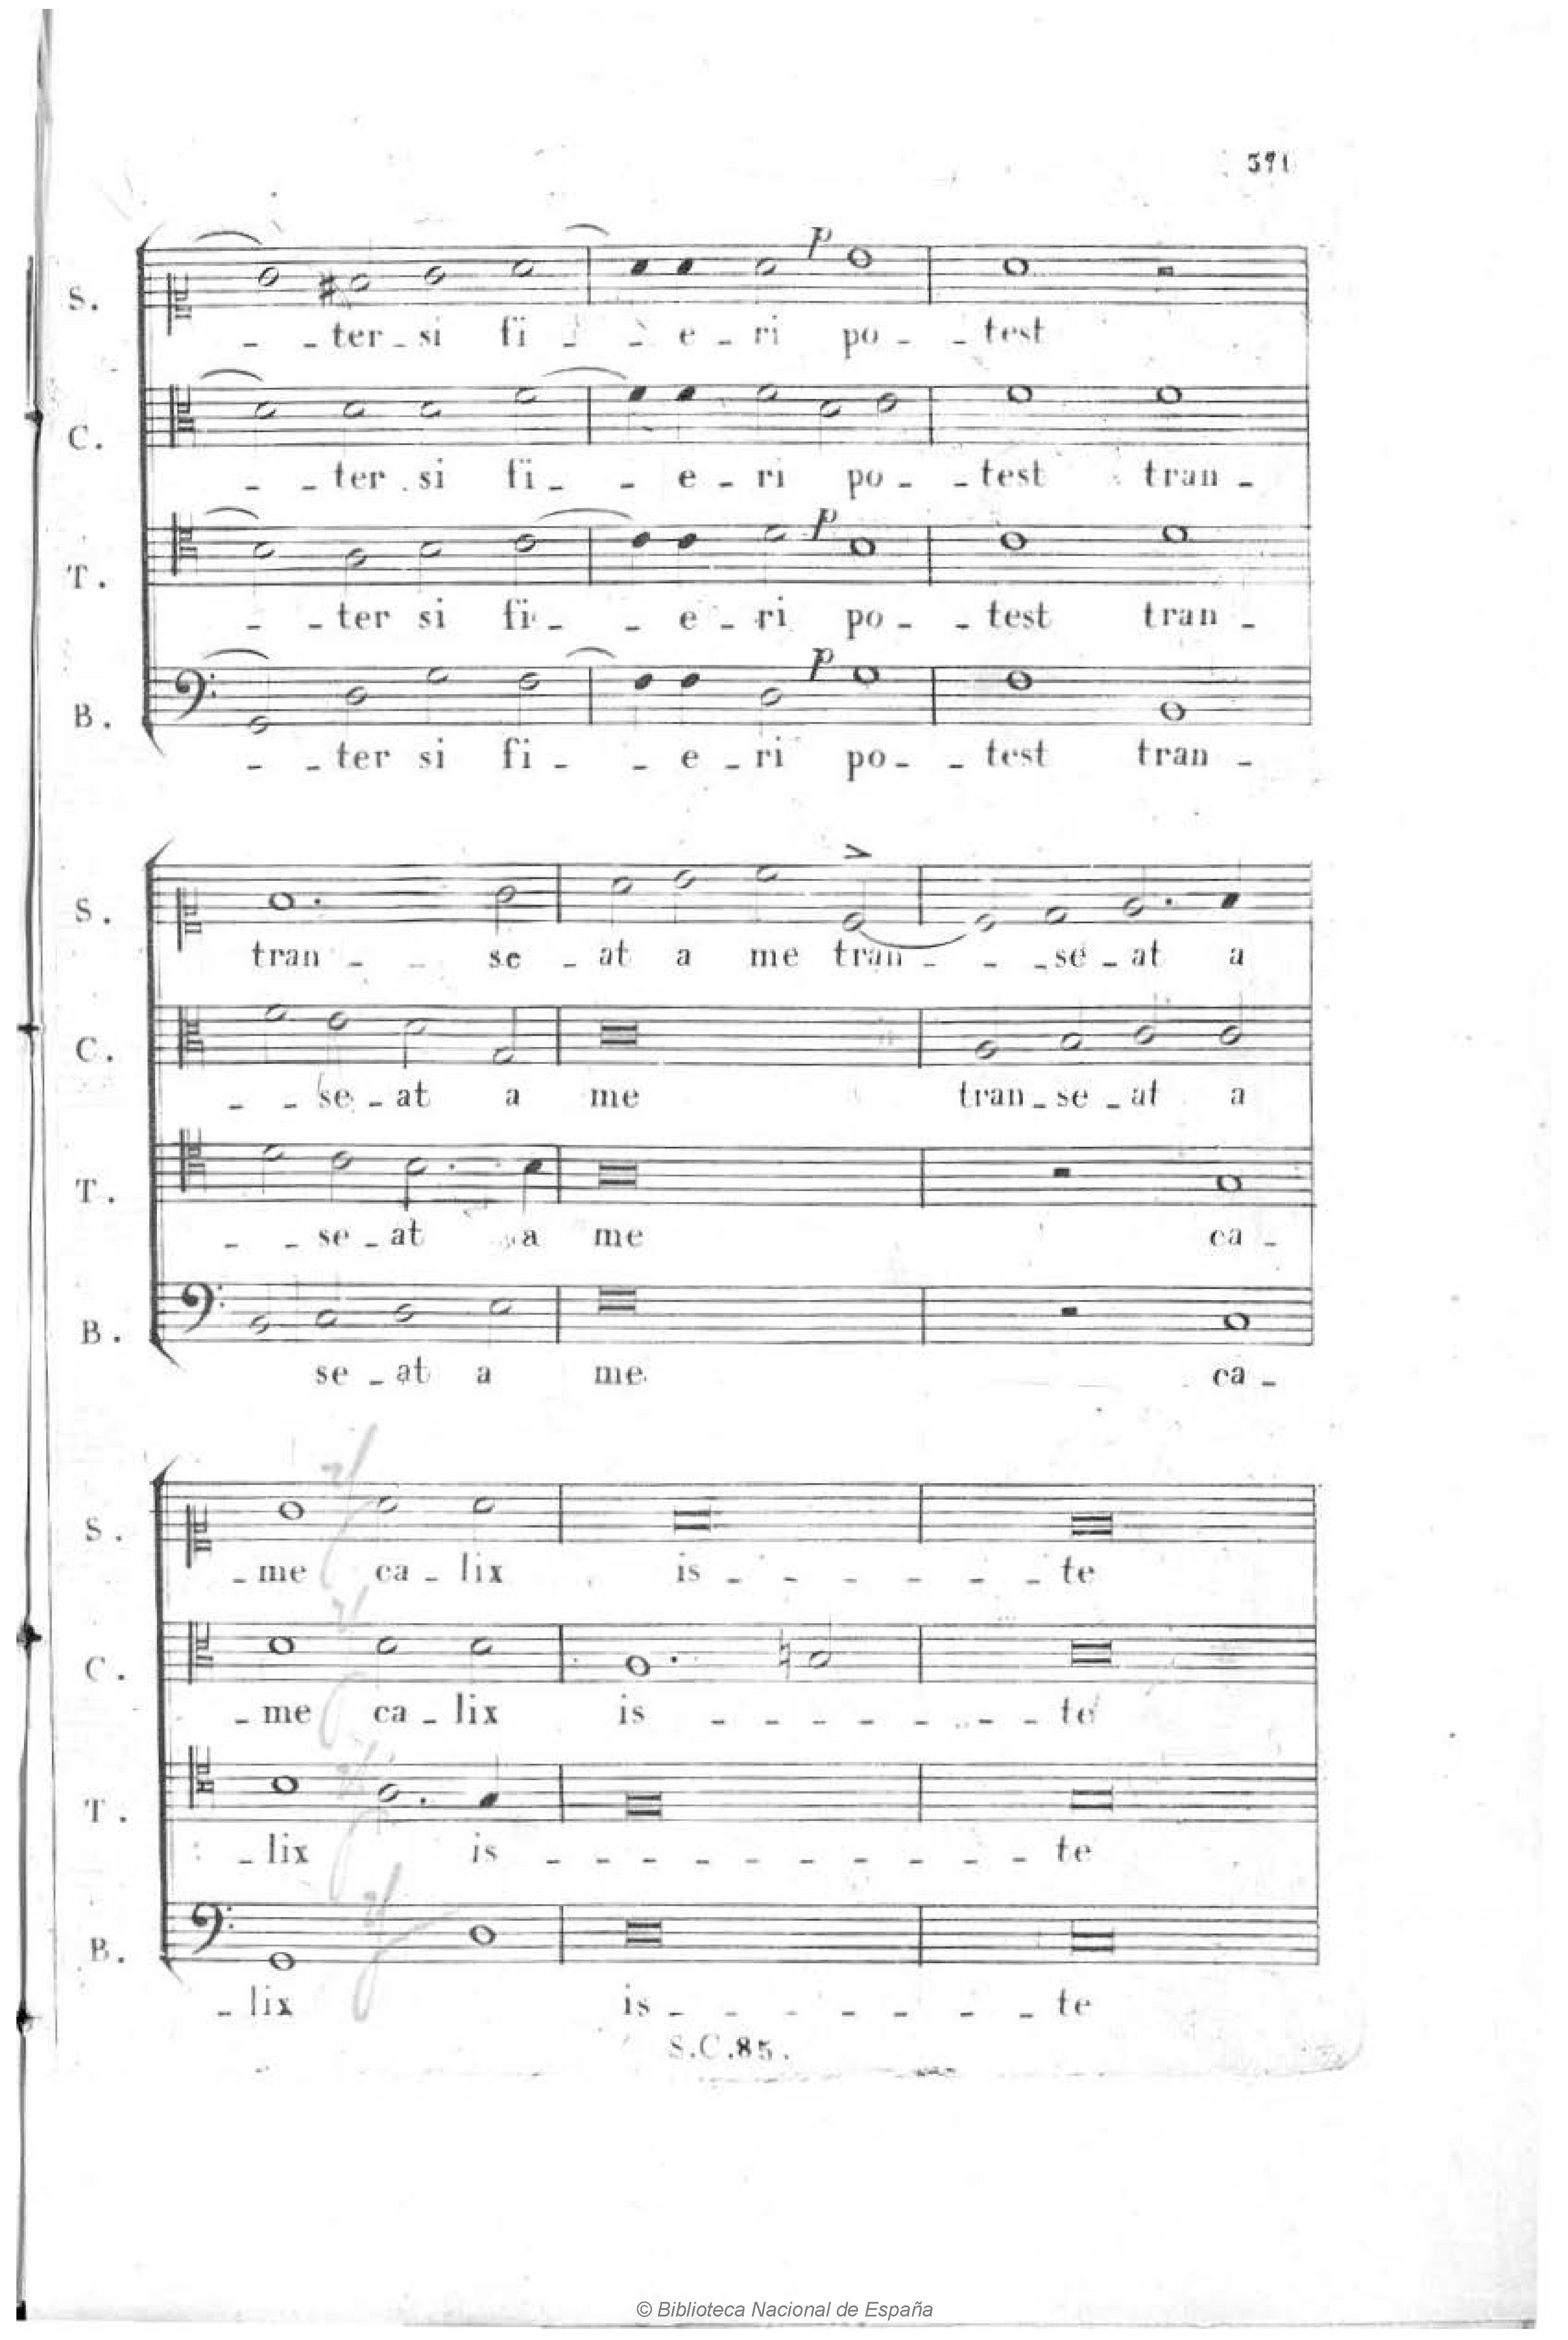 371
p
S.
_ _ ter _ si fi _ _ e _ ri po _ _ test
C.
_ _ ter _ si fi _ _ e _ ri po _ _ test tran _
p
T.
_ _ ter si fi _ _ e _ ri po _ _ test tran _
p
B.
_ _ ter si fi _ _ e _ ri po _ _ test tran _
S.
tran _ _ se _ at a me tran _ _ _ se _ at a
C.
_ _ se _ at a me tran _ se _ at a
T.
_ _ se _ at a me ca _
B.
se _ at a me ca _
S.
_ me ca _ lix is _ _ _ _ _ _ te
C.
_ me ca _ lix is _ _ _ _ _ _ _ te
T.
_ lix is _ _ _ _ _ _ _ _ _ _ te
B.
_ lix is _ _ _ _ _ _ _ te
S.C.85.
© Biblioteca Nacional de España